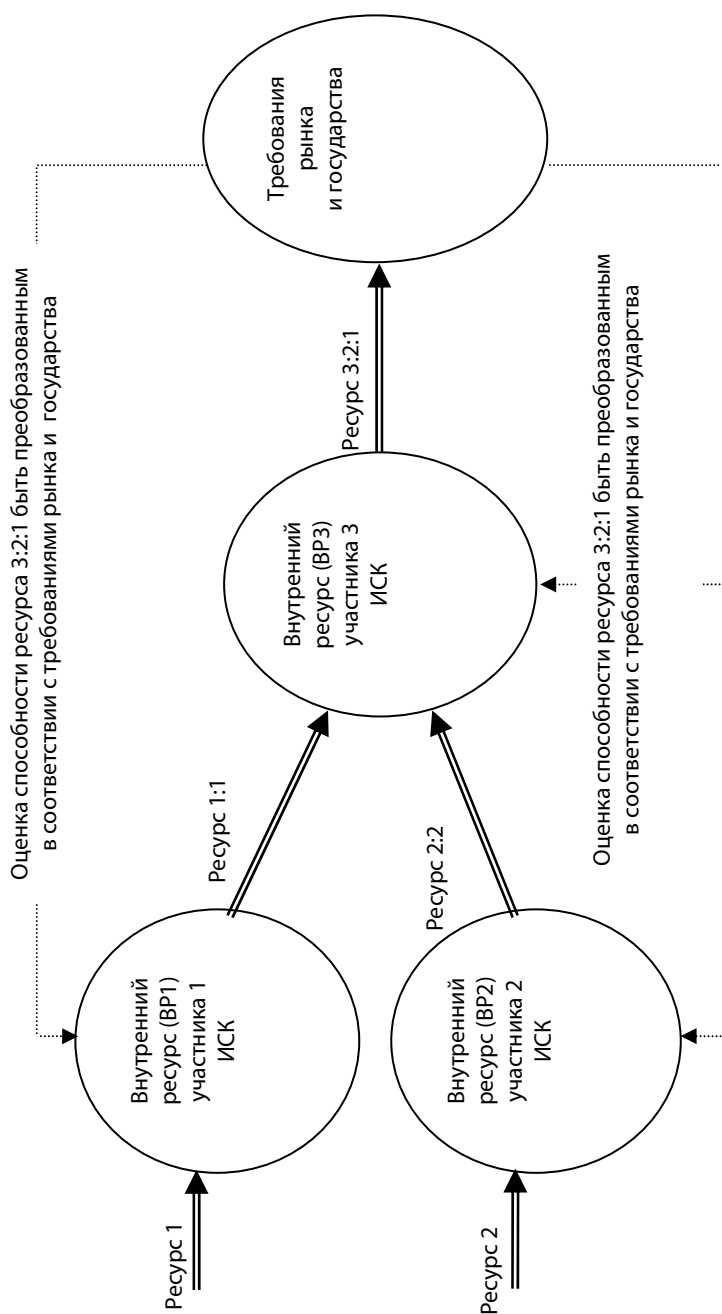 Оценка способности ресурса 3:2:1 быть преобразованным
в соответствии с требованиями рынка и государства
Ресурс 1
Внутренний
ресурс (ВР1)
участника 1
ИСК
Ресурс 1:1
Ресурс 2
Внутренний
ресурс (ВР2)
участника 2
ИСК
Ресурс 2:2
Внутренний
ресурс (ВР3)
участника 3
ИСК
Ресурс 3:2:1
Требования
рынка
и государства
Оценка способности ресурса 3:2:1 быть преобразованным
в соответствии с требованиями рынка и государства